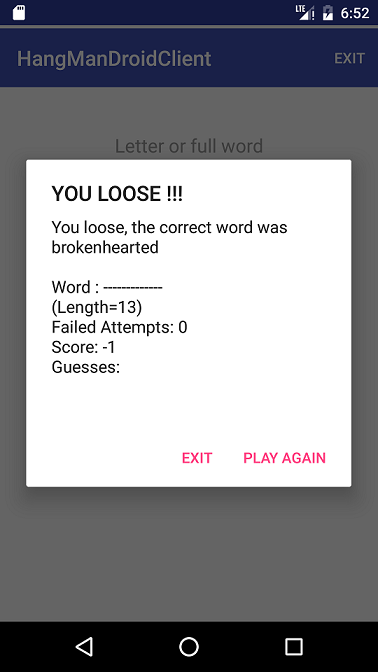 LTE 6:52
HangManDroidClient EXIT
Letter or full word
YOU LOOSE !!!
You loose, the correct word was
brokenhearted
Word : -------------
(Length=13)
Failed Attempts: 0
Score: -1
Guesses:
EXIT PLAY AGAIN